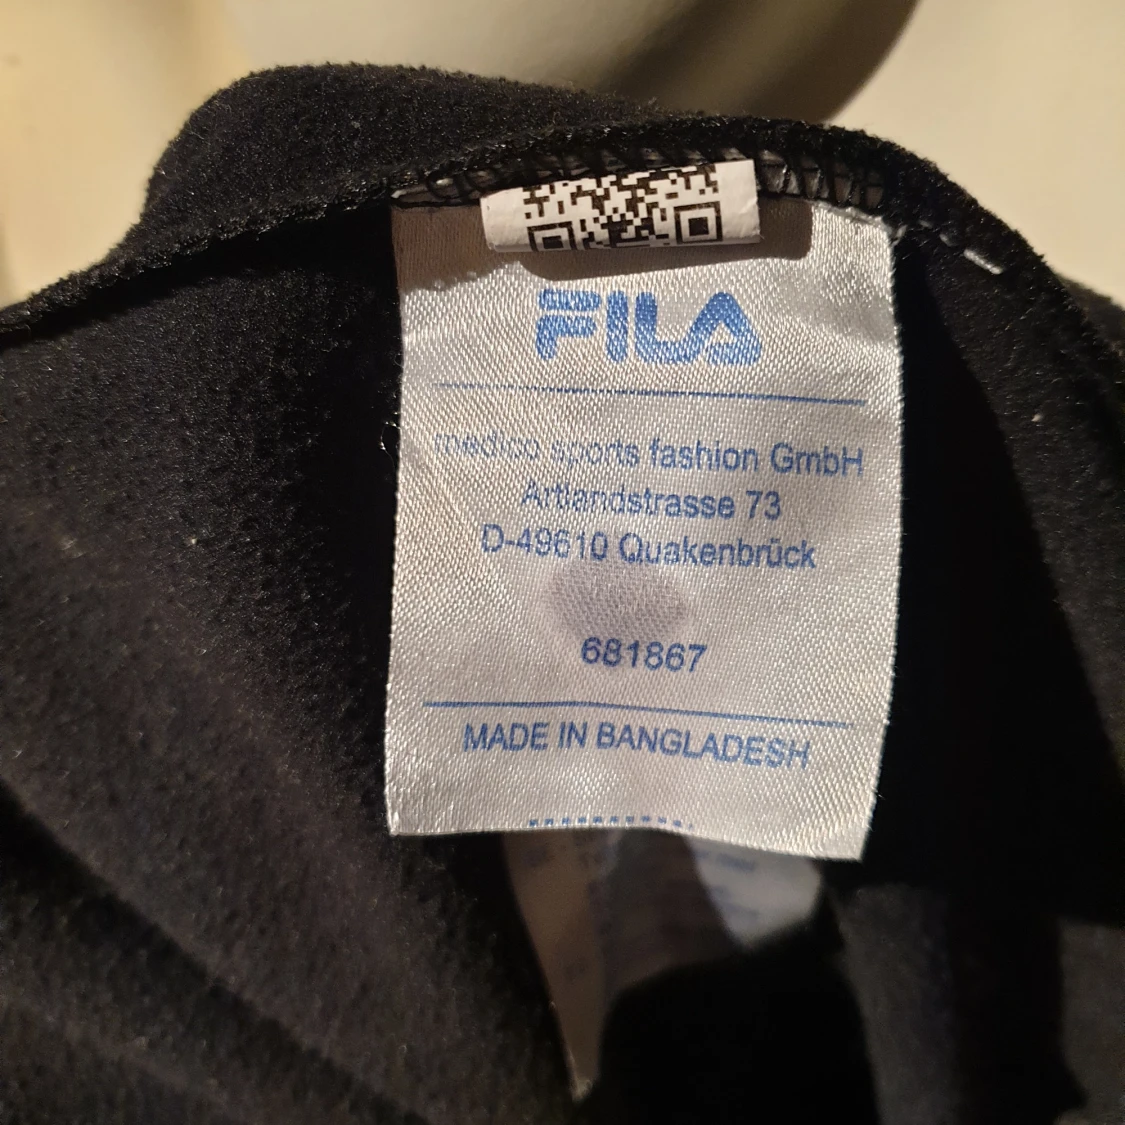 FILA
medico sports fashion GmbH
Artlandstrasse 73
D-49610 Quakenbrück
681867
MADE IN BANGLADESH